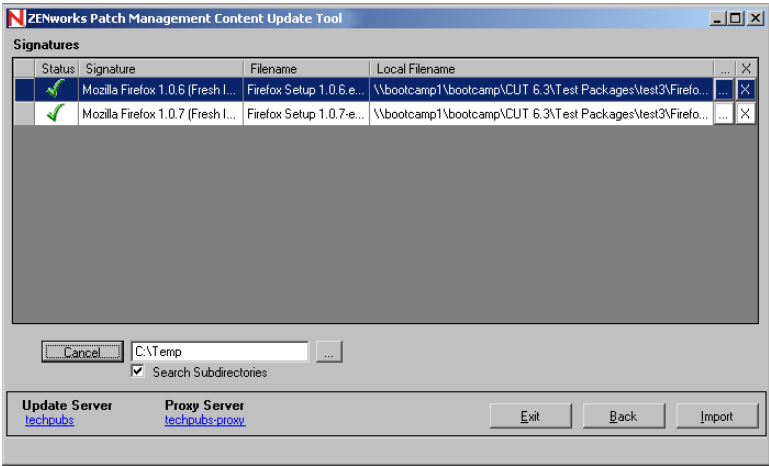 ZENworks Patch Management Content Update Tool
Signatures
Status Signature Filename Local Filename ... X
Mozilla Firefox 1.0.6 (Fresh I... Firefox Setup 1.0.6.e... \\bootcamp1\bootcamp\CUT 6.3\Test Packages\test3\Firefo... ... X
Mozilla Firefox 1.0.7 (Fresh I... Firefox Setup 1.0.7-e... \\bootcamp1\bootcamp\CUT 6.3\Test Packages\test3\Firefo... ... X
Cancel C:\Temp ...
Search Subdirectories
Update Server Proxy Server
techpubs techpubs-proxy Exit Back Import